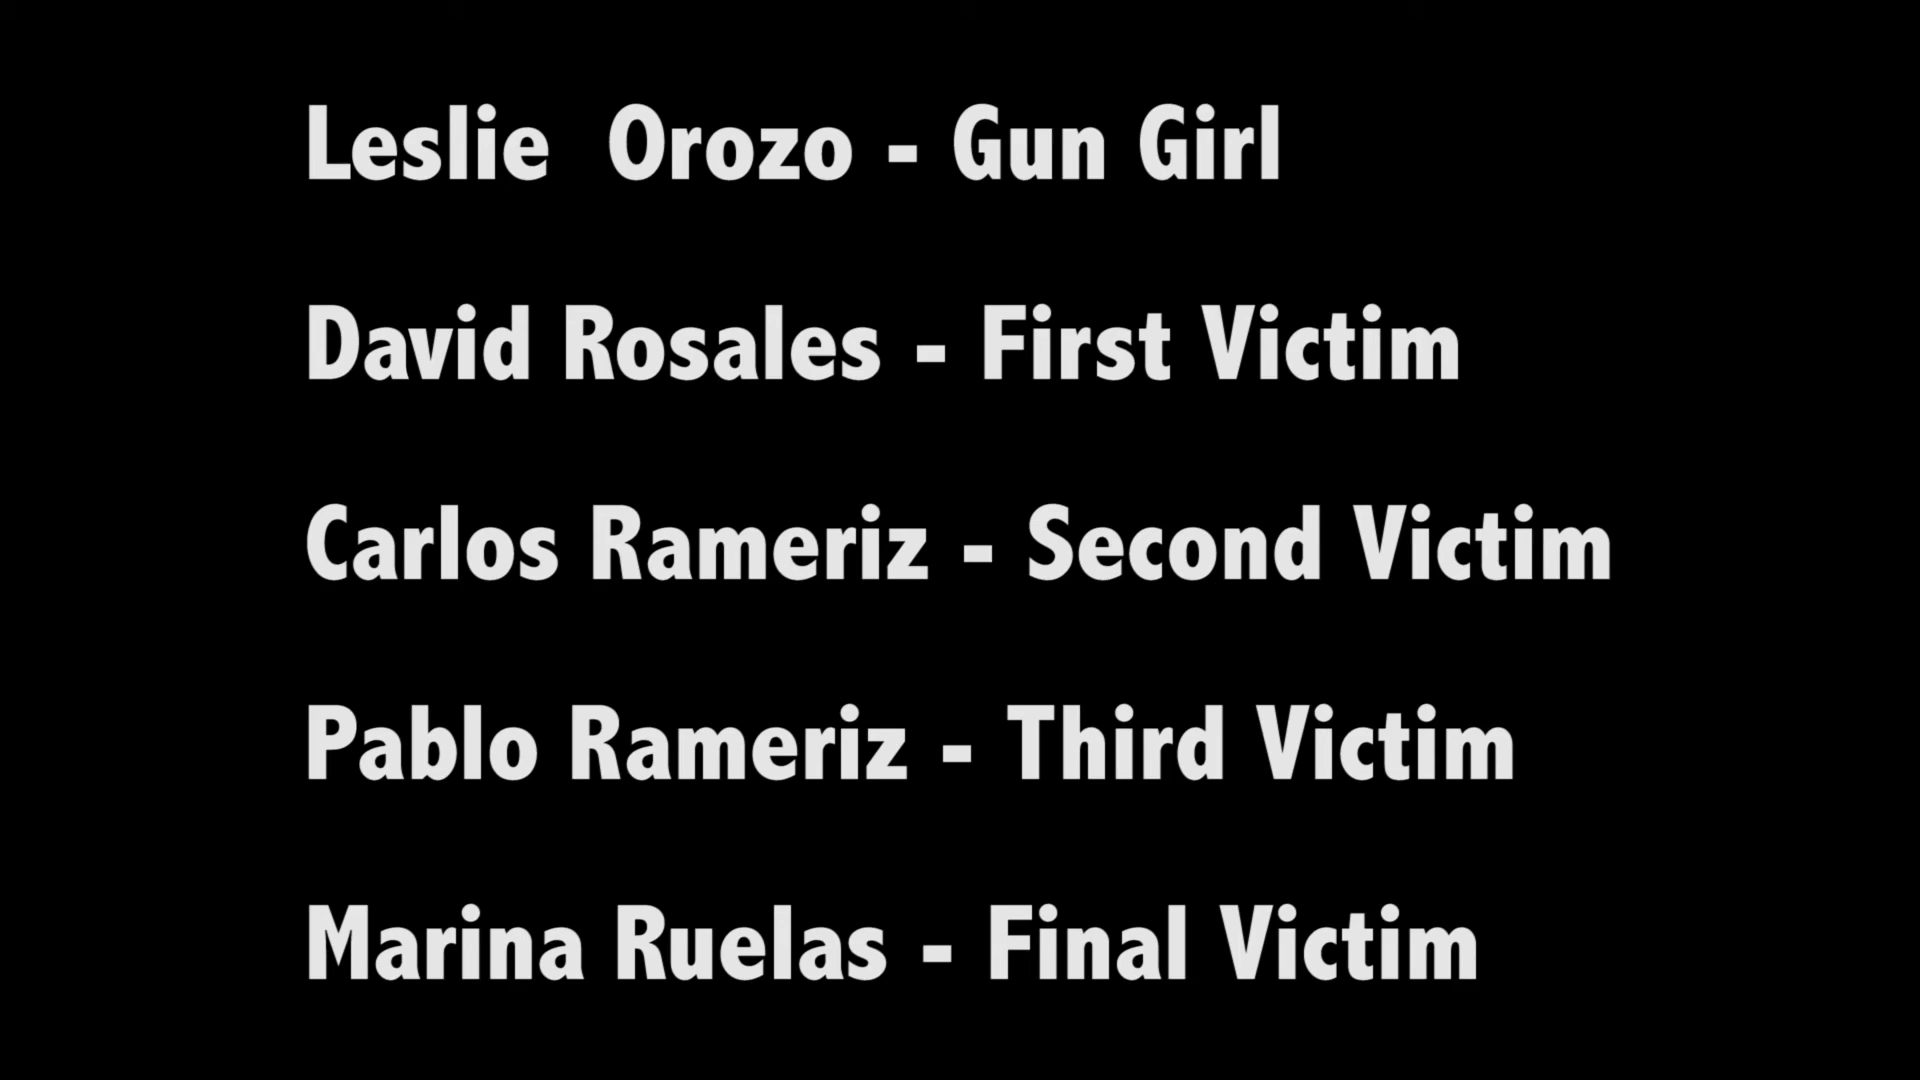 Leslie  Orozo - Gun Girl
David Rosales - First Victim
Carlos Rameriz - Second Victim
Pablo Rameriz - Third Victim
Marina Ruelas - Final Victim